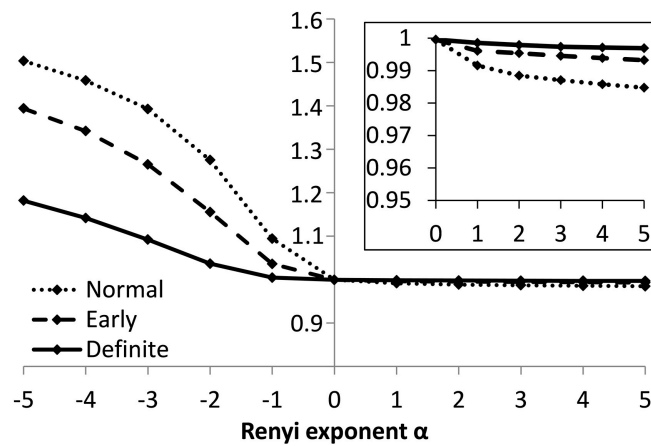 1.6
1.5
1.4
1.3
1.2
1.1
0.9
1
0.99
0.98
0.97
0.96
0.95
0 1 2 3 4 5
Normal
Early
Definite
-5 -4 -3 -2 -1 0 1 2 3 4 5
Renyi exponent α